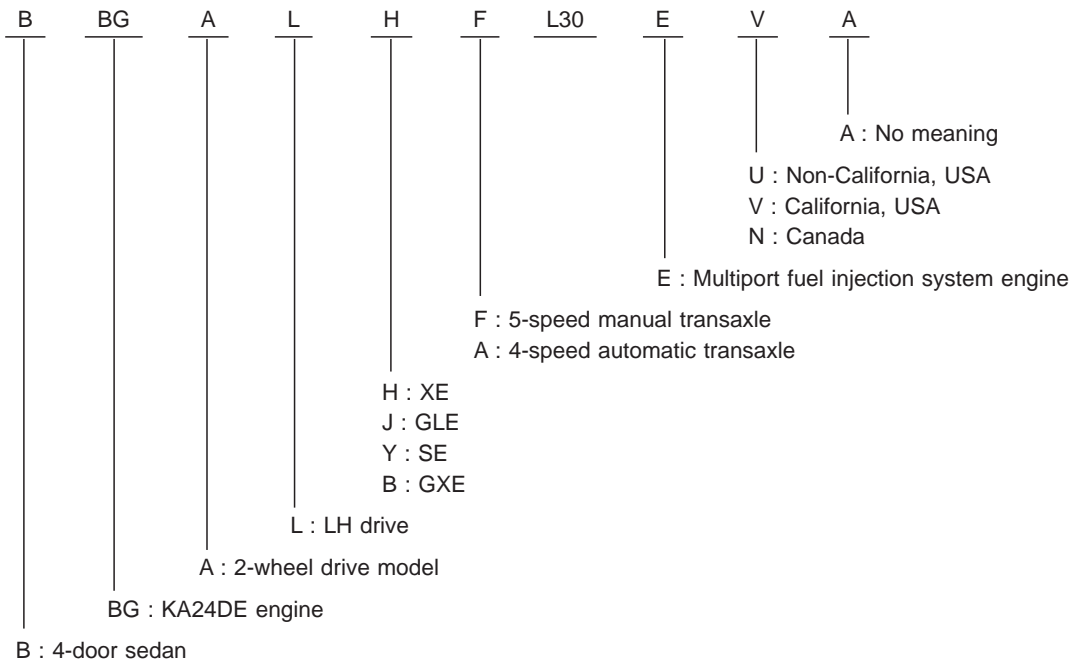 B BG A L H F L30 E V A
A : No meaning
U : Non-California, USA
V : California, USA
N : Canada
E : Multiport fuel injection system engine
F : 5-speed manual transaxle
A : 4-speed automatic transaxle
H : XE
J : GLE
Y : SE
B : GXE
L : LH drive
A : 2-wheel drive model
BG : KA24DE engine
B : 4-door sedan